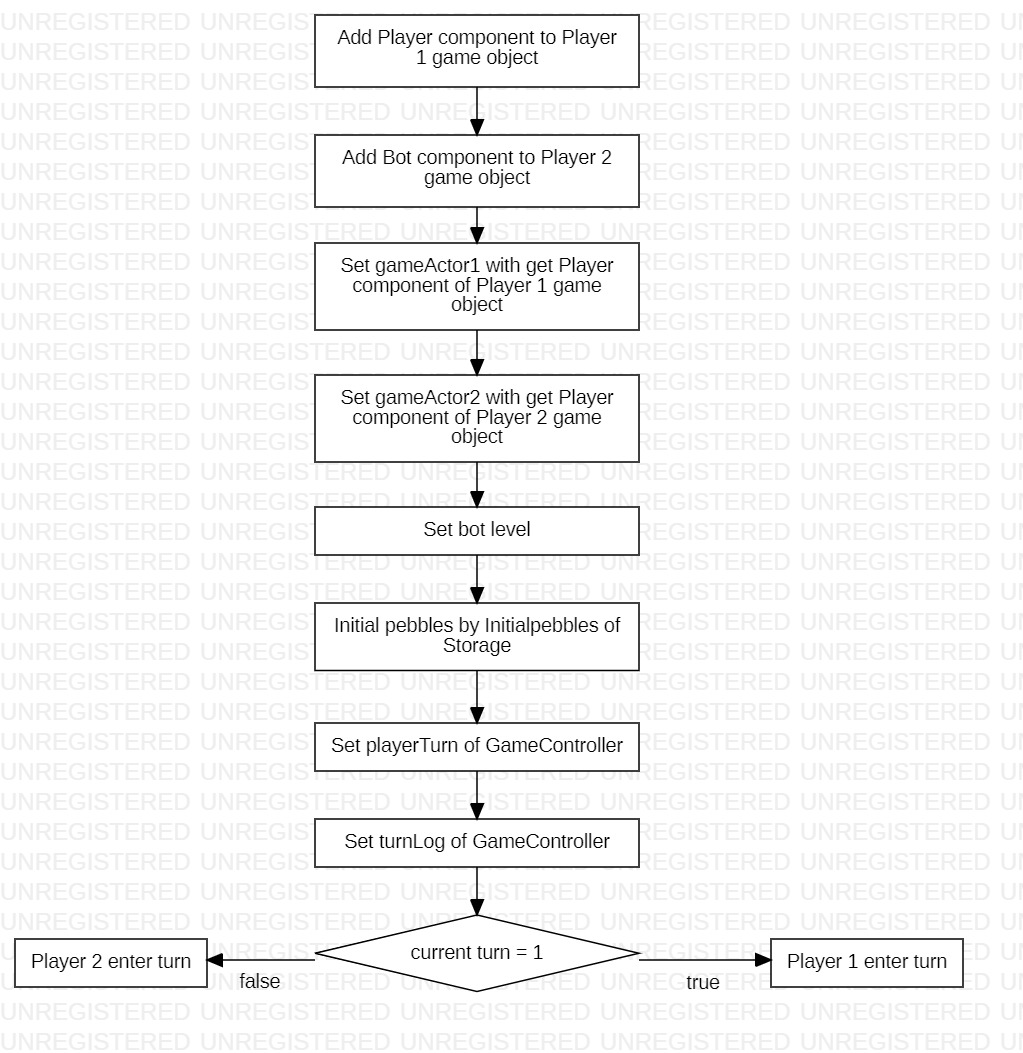 Add Player component to Player
1 game object
Add Bot component to Player 2
game object
Set gameActor1 with get Player
component of Player 1 game
object
Set gameActor2 with get Player
component of Player 2 game
object
Set bot level
Initial pebbles by Initialpebbles of
Storage
Set playerTurn of GameController
Set turnLog of GameController
current turn = 1
Player 2 enter turn
false
true
Player 1 enter turn
UNREGISTERED